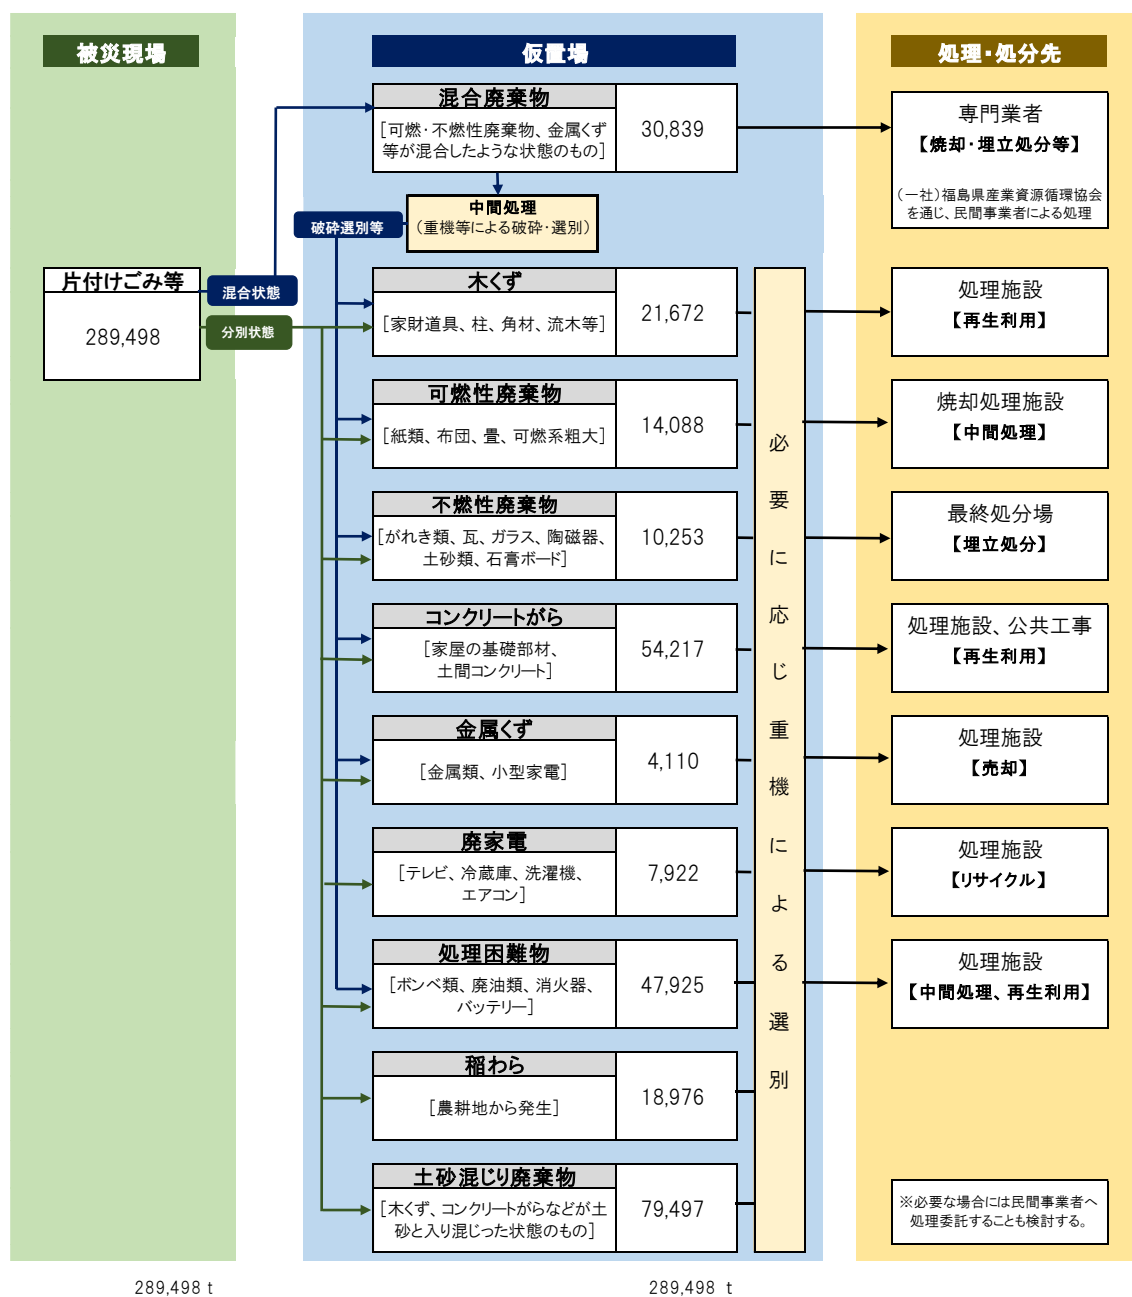 被災現場
仮置場
処理・処分先
混合廃棄物
[可燃・不燃性廃棄物、金属くず
等が混合したような状態のもの]
30,839
専門業者
【焼却・埋立処分等】
(一社)福島県産業資源循環協会
を通じ、民間事業者による処理
中間処理
(重機等による破砕・選別)
破砕選別等
片付けごみ等
289,498
混合状態
分別状態
木くず
[家財道具、柱、角材、流木等]
21,672
処理施設
【再生利用】
可燃性廃棄物
[紙類、布団、畳、可燃系粗大]
14,088
焼却処理施設
【中間処理】
不燃性廃棄物
[がれき類、瓦、ガラス、陶磁器、
土砂類、石膏ボード]
10,253
最終処分場
【埋立処分】
コンクリートがら
[家屋の基礎部材、
土間コンクリート]
54,217
処理施設、公共工事
【再生利用】
金属くず
[金属類、小型家電]
4,110
処理施設
【売却】
廃家電
[テレビ、冷蔵庫、洗濯機、
エアコン]
7,922
処理施設
【リサイクル】
処理困難物
[ボンベ類、廃油類、消火器、
バッテリー]
47,925
処理施設
【中間処理、再生利用】
稲わら
[農耕地から発生]
18,976
土砂混じり廃棄物
[木くず、コンクリートがらなどが土
砂と入り混じった状態のもの]
79,497
必要に応じ重機による選別
※必要な場合には民間事業者へ
処理委託することも検討する。
289,498 t
289,498 t